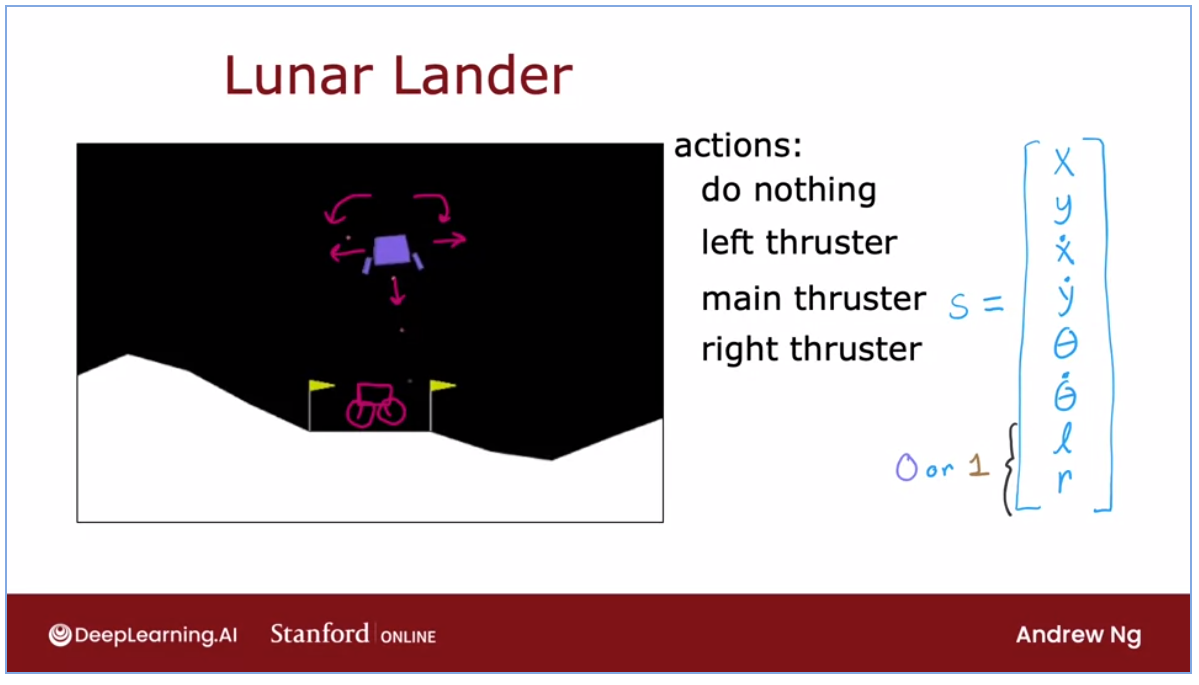 Lunar Lander
actions:
do nothing
left thruster
main thruster
right thruster
s =
x
y
ẋ
ẏ
θ
θ̇
l
r
0 or 1
DeepLearning.AI
Stanford | ONLINE
Andrew Ng